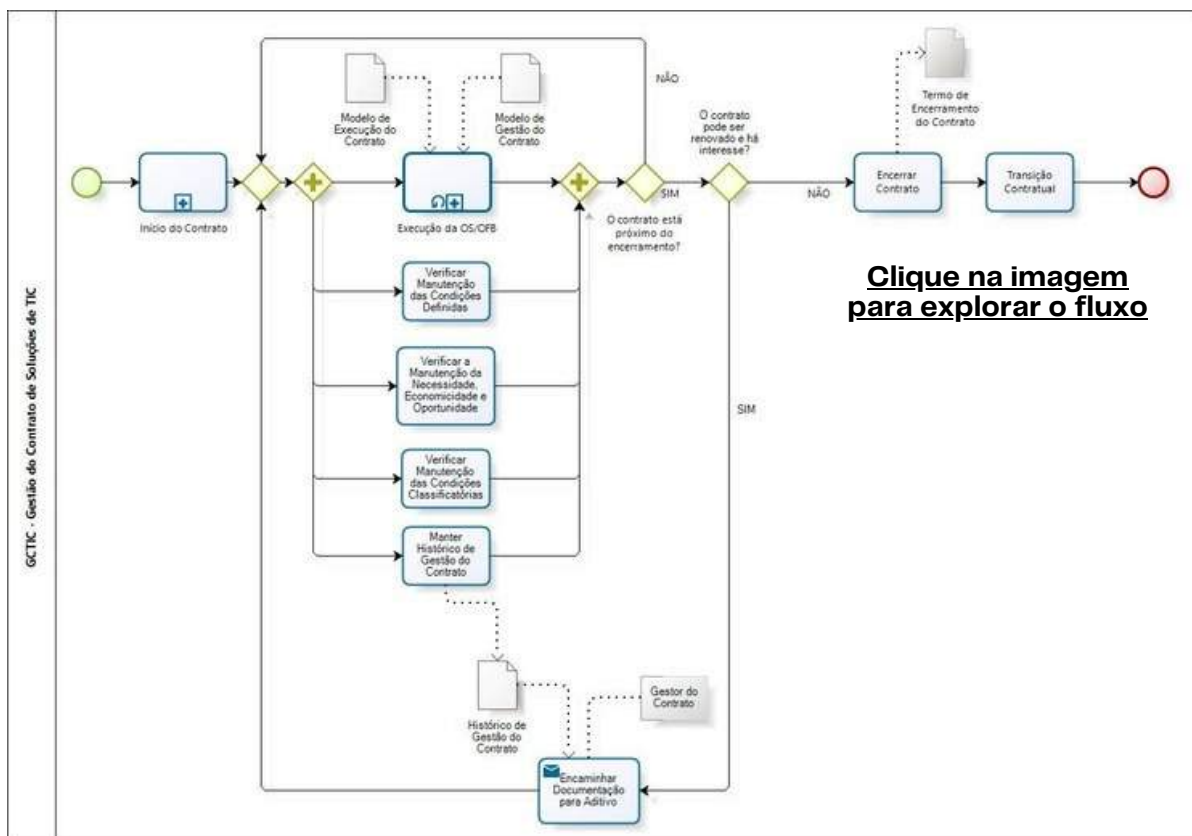 GCTIC - Gestão do Contrato de Soluções de TIC
Início do Contrato
Modelo de
Execução do
Contrato
Modelo de
Gestão do
Contrato
Execução da OS/OFB
Verificar
Manutenção
das Condições
Definidas
Verificar a
Manutenção da
Necessidade,
Economicidade e
Oportunidade
Verificar
Manutenção
das Condições
Classificatórias
Manter
Histórico de
Gestão do
Contrato
Histórico de
Gestão do
Contrato
Gestor do
Contrato
Encaminhar
Documentação
para Aditivo
NÃO
SIM
O contrato está
próximo do
encerramento?
O contrato
pode ser
renovado e há
interesse?
NÃO
SIM
Encerrar
Contrato
Termo de
Encerramento
do Contrato
Transição
Contratual
Clique na imagem
para explorar o fluxo